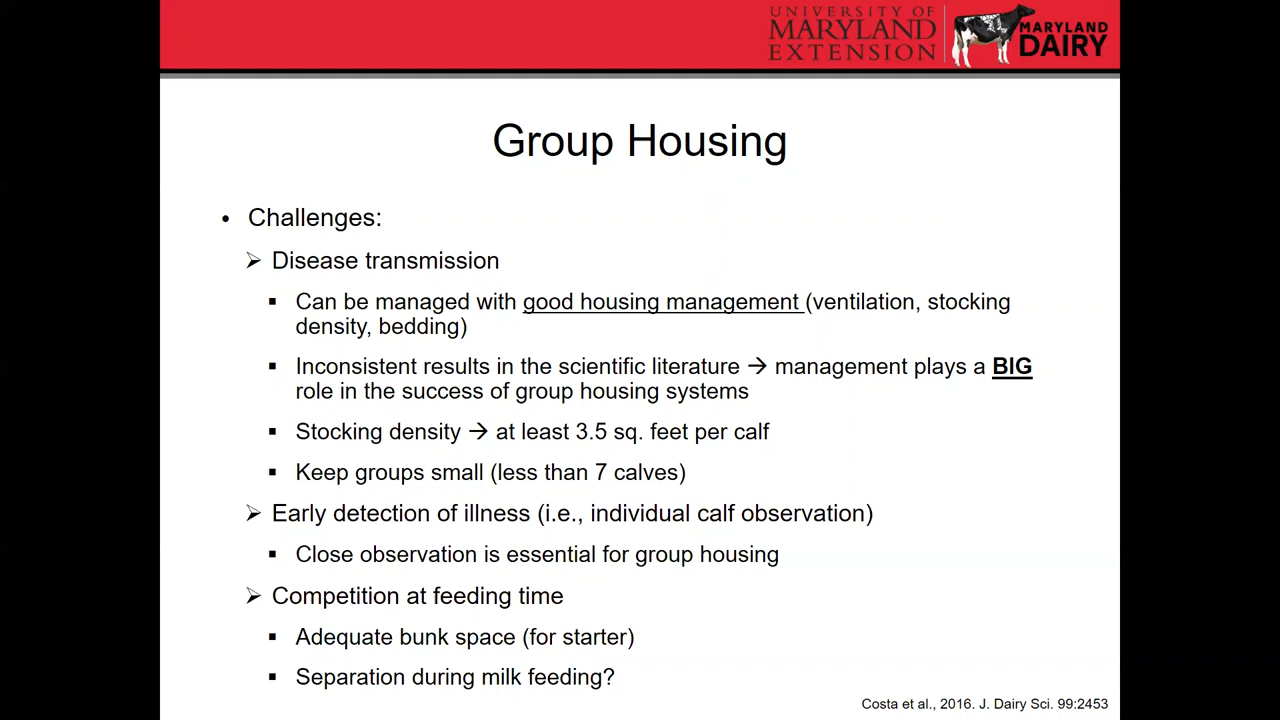 UNIVERSITY OF
MARYLAND
EXTENSION
MARYLAND
DAIRY
Group Housing
• Challenges:
➢ Disease transmission
▪ Can be managed with good housing management (ventilation, stocking
density, bedding)
▪ Inconsistent results in the scientific literature → management plays a BIG
role in the success of group housing systems
▪ Stocking density → at least 3.5 sq. feet per calf
▪ Keep groups small (less than 7 calves)
➢ Early detection of illness (i.e., individual calf observation)
▪ Close observation is essential for group housing
➢ Competition at feeding time
▪ Adequate bunk space (for starter)
▪ Separation during milk feeding?
Costa et al., 2016. J. Dairy Sci. 99:2453